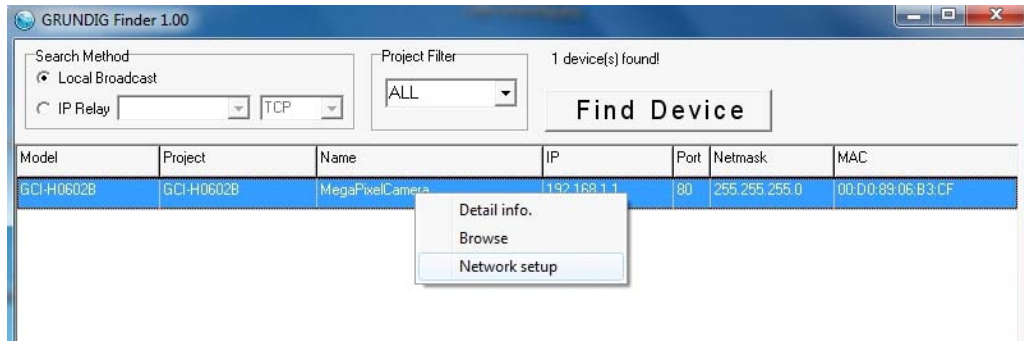 GRUNDIG Finder 1.00
Search Method
Local Broadcast
IP Relay TCP
Project Filter
ALL
1 device(s) found!
Find Device
Model Project Name IP Port Netmask MAC
GCI-H0602B GCI-H0602B MegaPixelCamera 192.168.1.1 80 255.255.255.0 00:D0:89:06:B3:CF
Detail info.
Browse
Network setup